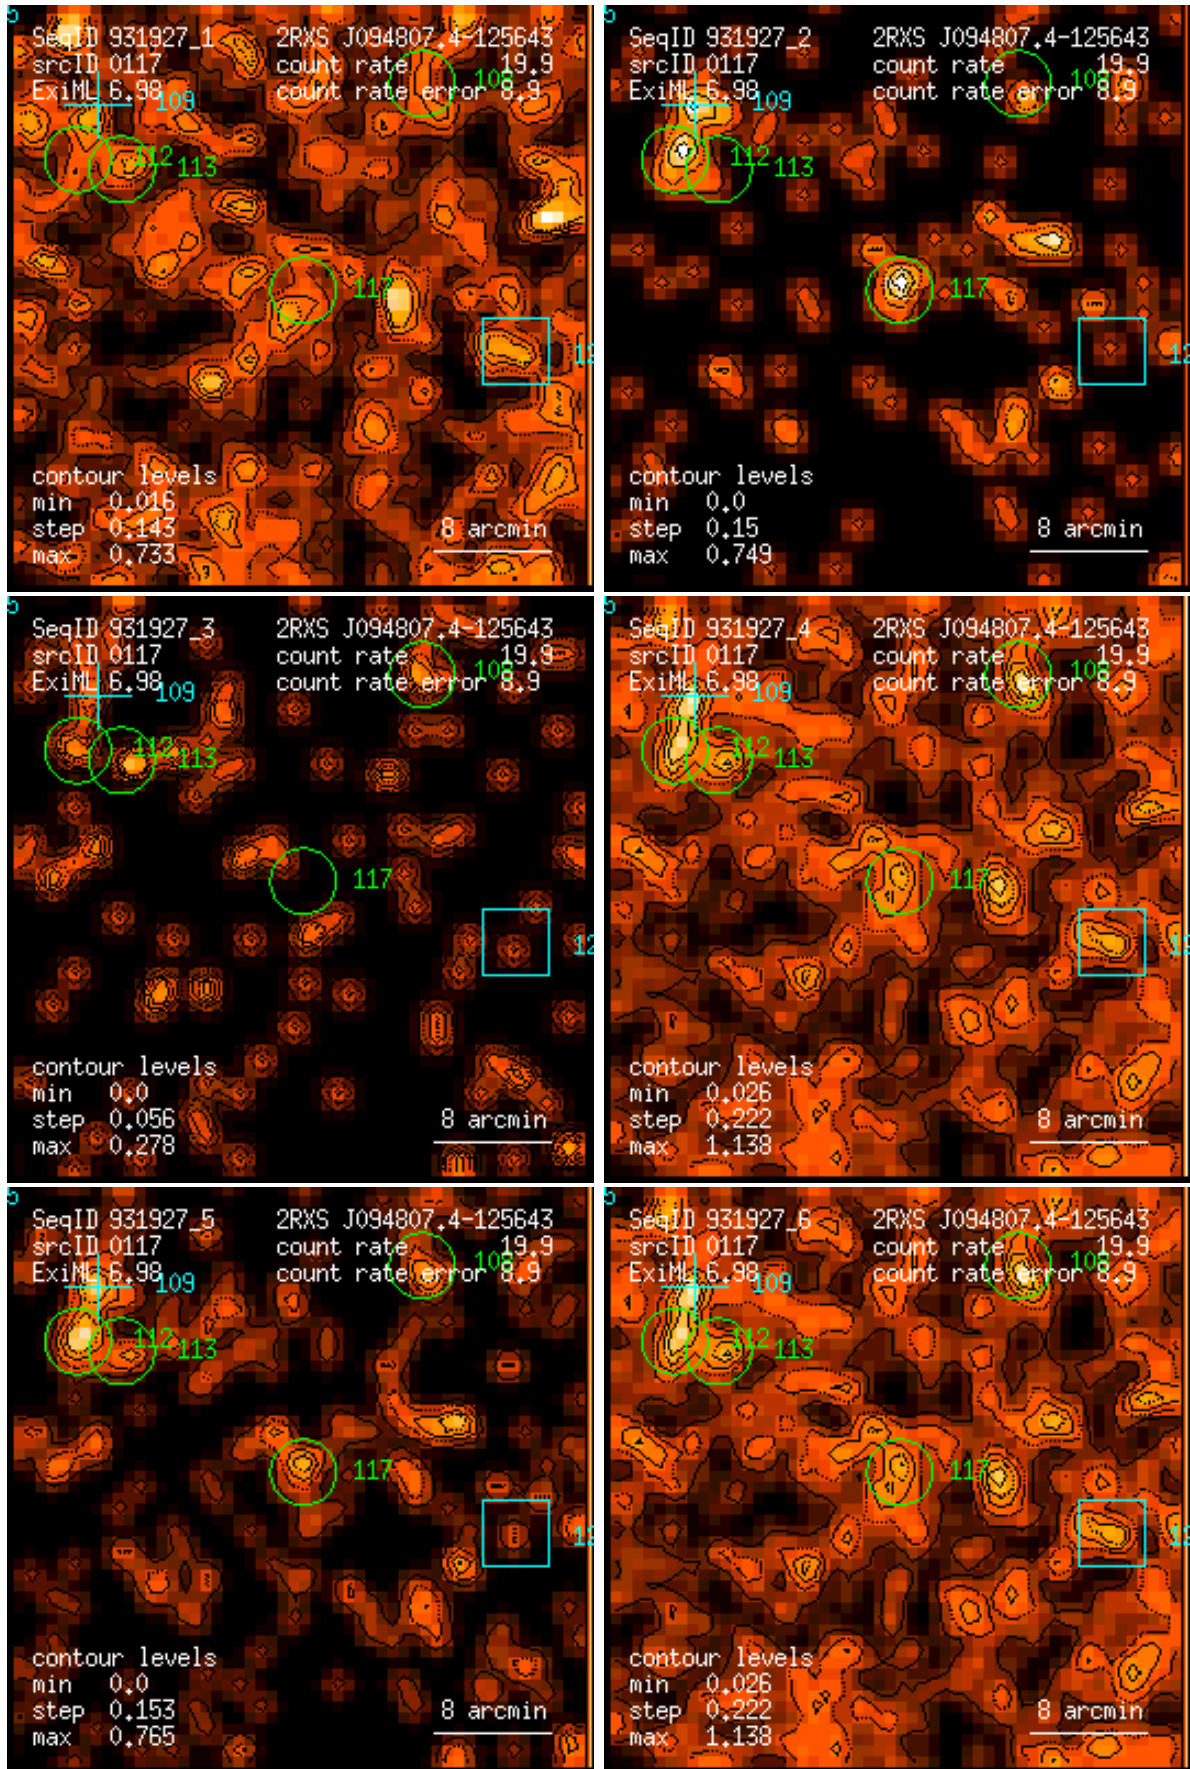 5
SeqID 931927_1 2RXS J094807.4-125643
srcID 0117 count rate 19.9
ExiML 6.98 count rate error 8.9
108
109
112 113
117
12
contour levels
min 0.016
step 0.143
max 0.733
8 arcmin
5
SeqID 931927_2 2RXS J094807.4-125643
srcID 0117 count rate 19.9
ExiML 6.98 count rate error 8.9
108
109
112 113
117
12
contour levels
min 0.0
step 0.15
max 0.749
8 arcmin
5
SeqID 931927_3 2RXS J094807.4-125643
srcID 0117 count rate 19.9
ExiML 6.98 count rate error 8.9
108
109
112 113
117
12
contour levels
min 0.0
step 0.056
max 0.278
8 arcmin
5
SeqID 931927_4 2RXS J094807.4-125643
srcID 0117 count rate 19.9
ExiML 6.98 count rate error 8.9
108
109
112 113
117
12
contour levels
min 0.026
step 0.222
max 1.138
8 arcmin
5
SeqID 931927_5 2RXS J094807.4-125643
srcID 0117 count rate 19.9
ExiML 6.98 count rate error 8.9
108
109
112 113
117
12
contour levels
min 0.0
step 0.153
max 0.765
8 arcmin
5
SeqID 931927_6 2RXS J094807.4-125643
srcID 0117 count rate 19.9
ExiML 6.98 count rate error 8.9
108
109
112 113
117
12
contour levels
min 0.026
step 0.222
max 1.138
8 arcmin